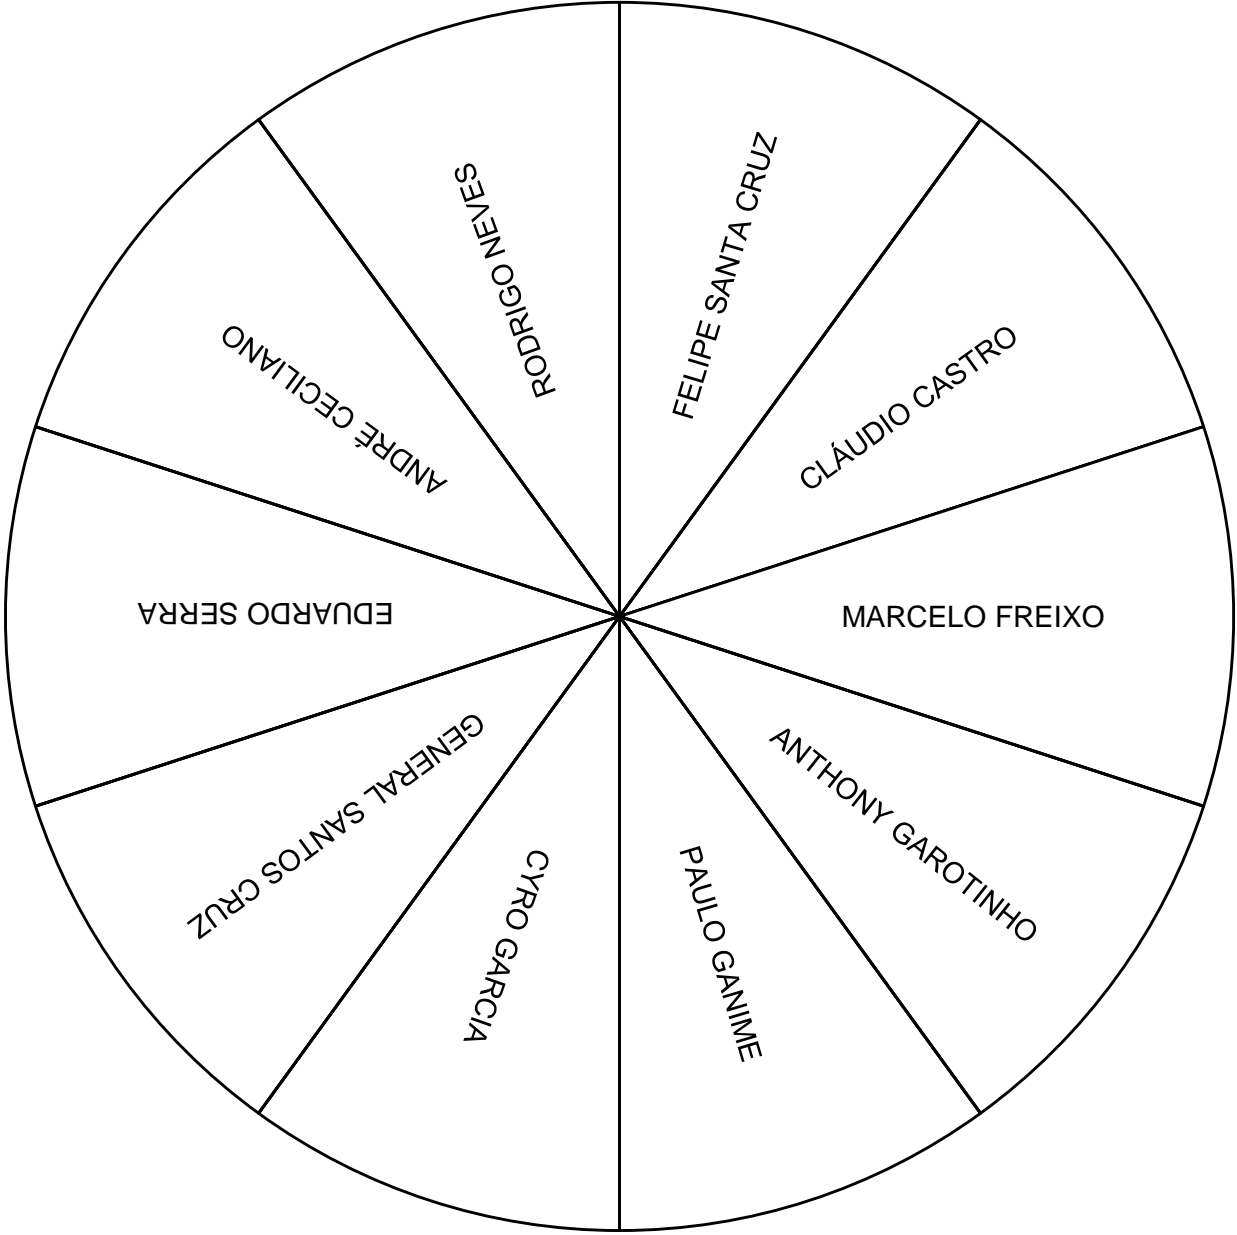 FELIPE SANTA CRUZ
CLÁUDIO CASTRO
MARCELO FREIXO
ANTHONY GAROTINHO
PAULO GANIME
CYRO GARCIA
GENERAL SANTOS CRUZ
EDUARDO SERRA
ANDRÉ CECILIANO
RODRIGO NEVES